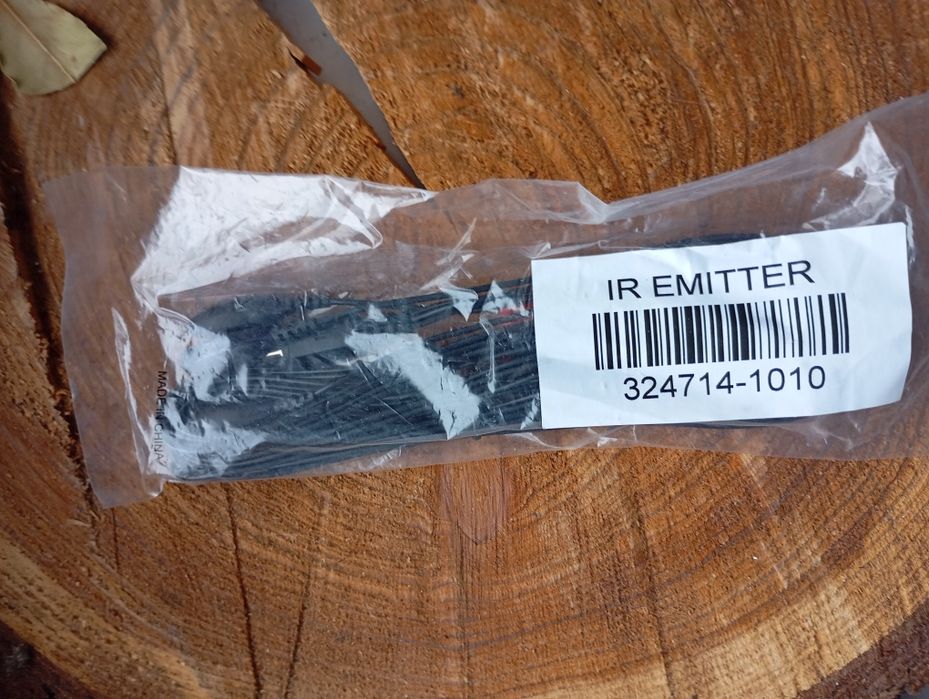 IR EMITTER
324714-1010
MADE IN CHINA